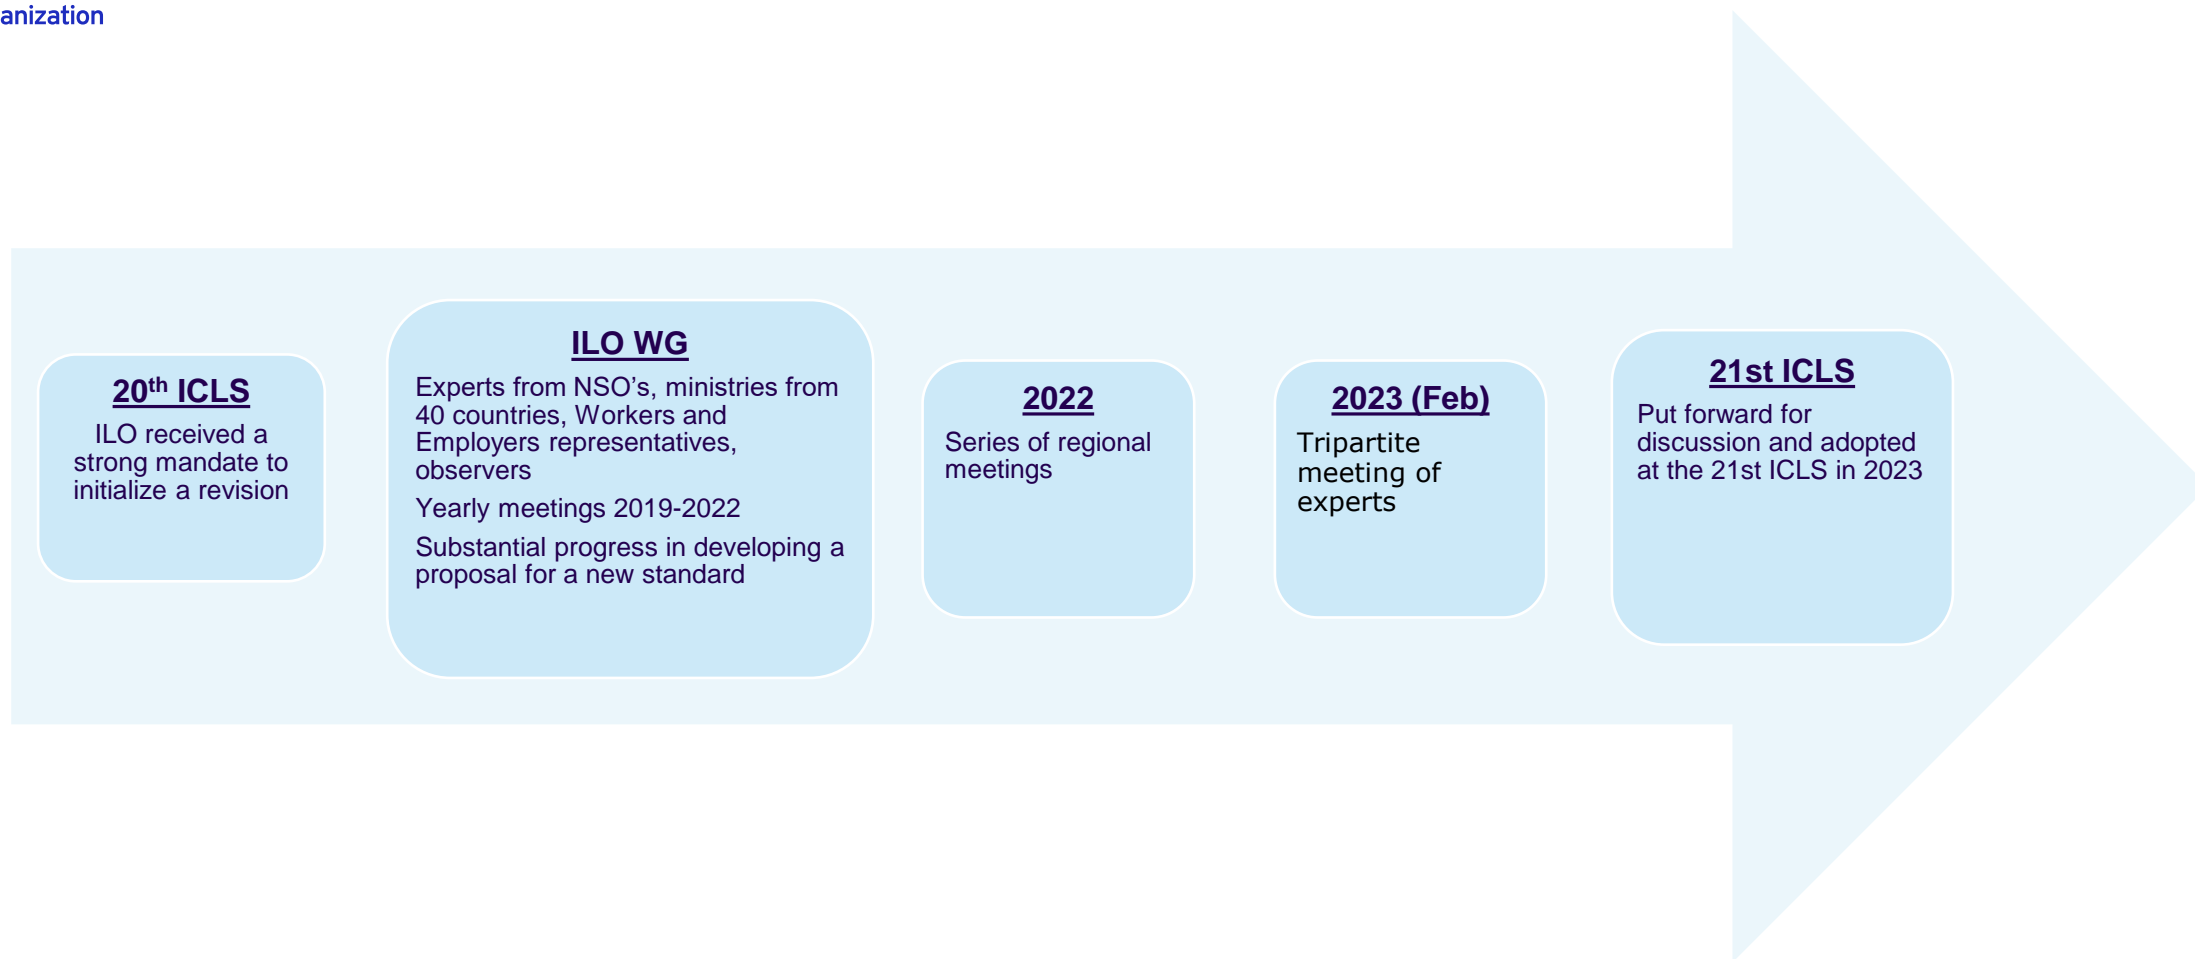 anization
20th ICLS
ILO received a
strong mandate to
initialize a revision
ILO WG
Experts from NSO’s, ministries from
40 countries, Workers and
Employers representatives,
observers
Yearly meetings 2019-2022
Substantial progress in developing a
proposal for a new standard
2022
Series of regional
meetings
2023 (Feb)
Tripartite
meeting of
experts
21st ICLS
Put forward for
discussion and adopted
at the 21st ICLS in 2023